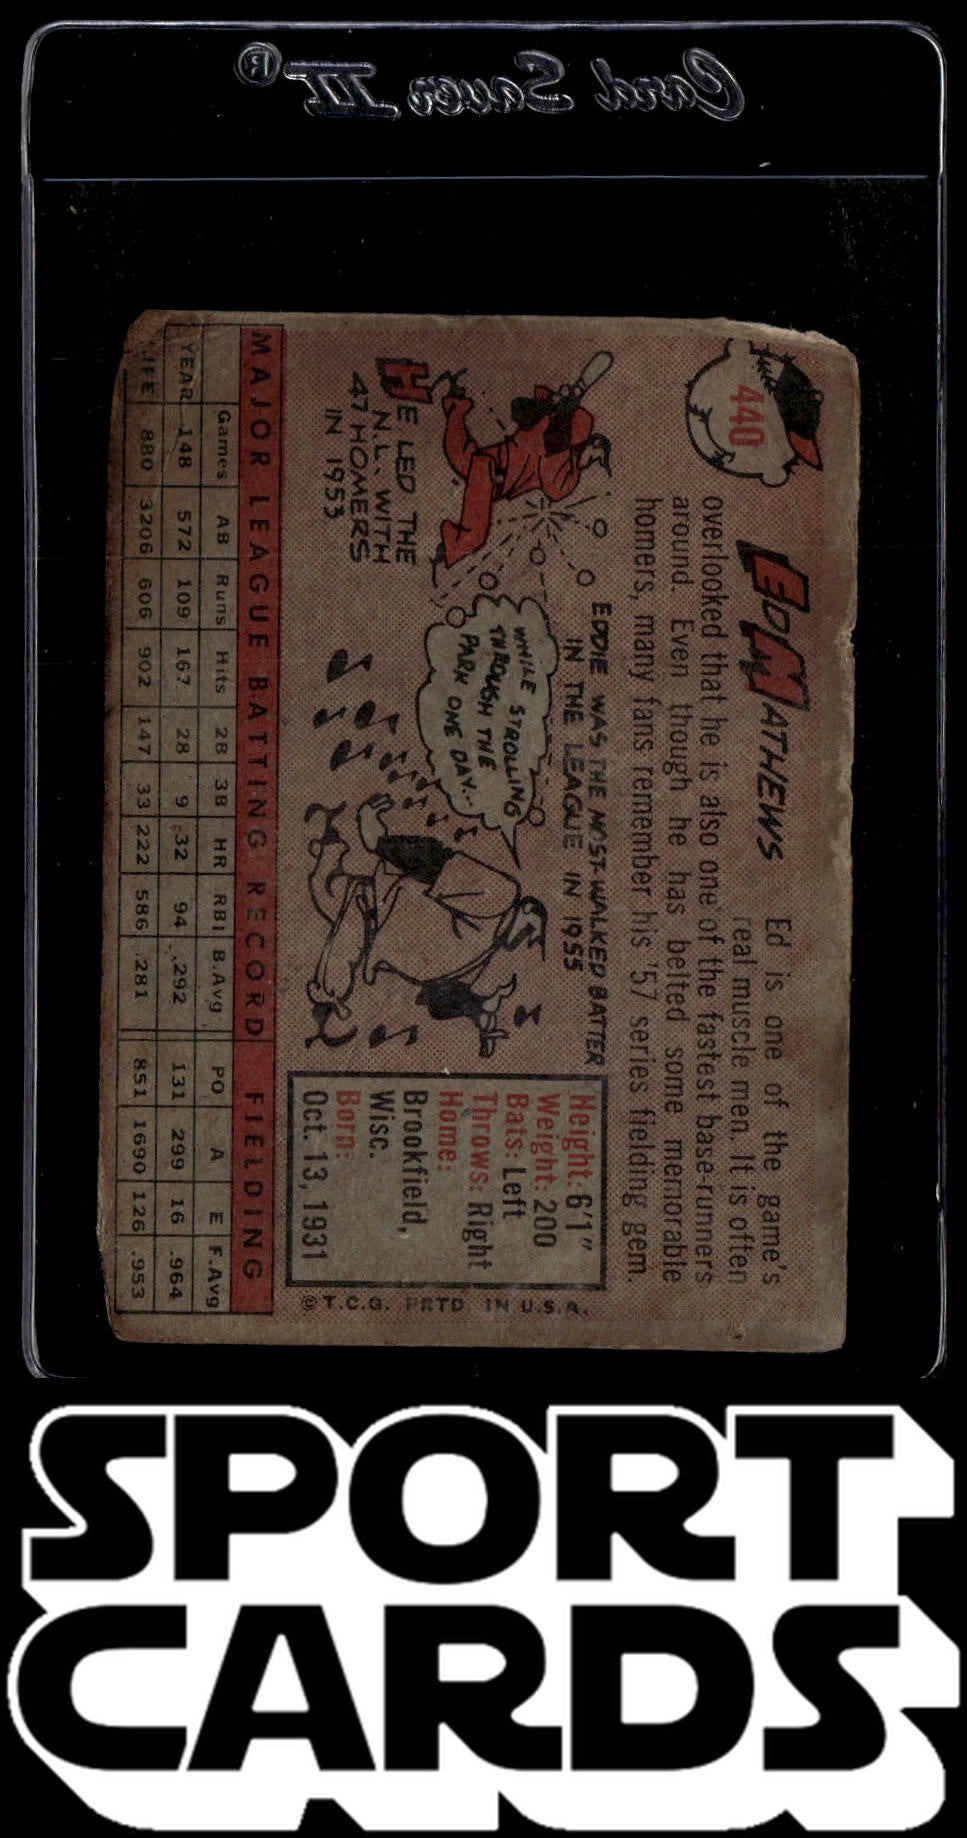 Card Saver II®
440
ED MATHEWS
Ed is one of the game's
real muscle men. It is often
overlooked that he is also one of the fastest base-runners
around. Even though he has belted some memorable
homers, many fans remember his '57 series fielding gem.
HE LED THE
N.L. WITH
47 HOMERS
IN 1953
EDDIE WAS THE MOST WALKED BATTER
IN THE LEAGUE IN 1955
WHILE STROLLING
THROUGH THE
PARK ONE DAY...
Height: 6'1"
Weight: 200
Bats: Left
Throws: Right
Home:
Brookfield,
Wisc.
Born:
Oct. 13, 1931
©T.C.G. PRTD. IN U.S.A.
MAJOR LEAGUE BATTING RECORD FIELDING
Games AB Runs Hits 2B 3B HR RBI B.Avg PO A E F.Avg
YEAR 148 572 109 167 28 9 32 94 .292 131 299 16 .964
LIFE 880 3206 606 902 147 33 222 586 .281 851 1690 126 .953
SPORT
CARDS